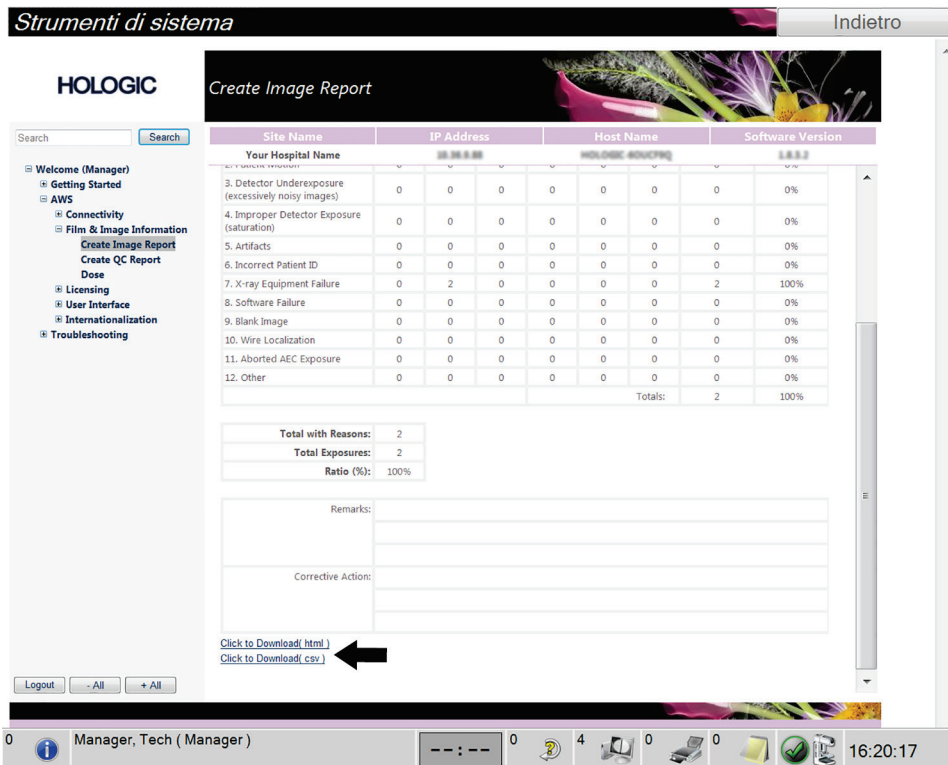 Strumenti di sistema
Indietro
HOLOGIC
Create Image Report
Search Search
Site Name IP Address Host Name Software Version
Your Hospital Name
Welcome (Manager)
Getting Started
AWS
Connectivity
Film & Image Information
Create Image Report
Create QC Report
Dose
Licensing
User Interface
Internationalization
Troubleshooting
3. Detector Underexposure
(excessively noisy images) 0 0 0 0 0 0 0 0%
4. Improper Detector Exposure
(saturation) 0 0 0 0 0 0 0 0%
5. Artifacts 0 0 0 0 0 0 0 0%
6. Incorrect Patient ID 0 0 0 0 0 0 0 0%
7. X-ray Equipment Failure 0 2 0 0 0 0 2 100%
8. Software Failure 0 0 0 0 0 0 0 0%
9. Blank Image 0 0 0 0 0 0 0 0%
10. Wire Localization 0 0 0 0 0 0 0 0%
11. Aborted AEC Exposure 0 0 0 0 0 0 0 0%
12. Other 0 0 0 0 0 0 0 0%
Totals: 2 100%
Total with Reasons: 2
Total Exposures: 2
Ratio (%): 100%
Remarks:
Corrective Action:
Click to Download( html )
Click to Download( csv )
Logout - All + All
0 Manager, Tech ( Manager ) --:-- 0 4 0 0 16:20:17